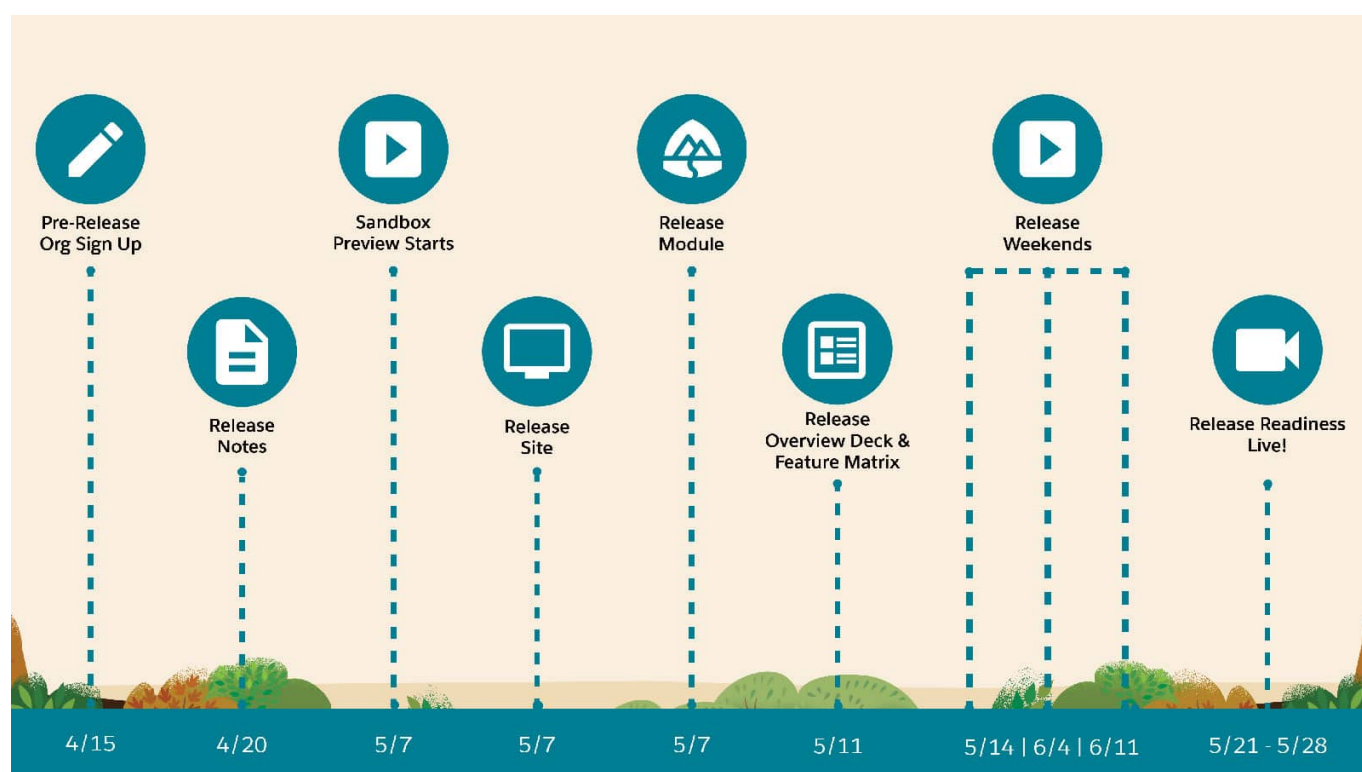 Pre-Release
Org Sign Up
Sandbox
Preview Starts
Release
Module
Release
Weekends
Release
Notes
Release
Site
Release
Overview Deck &
Feature Matrix
Release Readiness
Live!
4/15
4/20
5/7
5/7
5/7
5/11
5/14 | 6/4 | 6/11
5/21 - 5/28